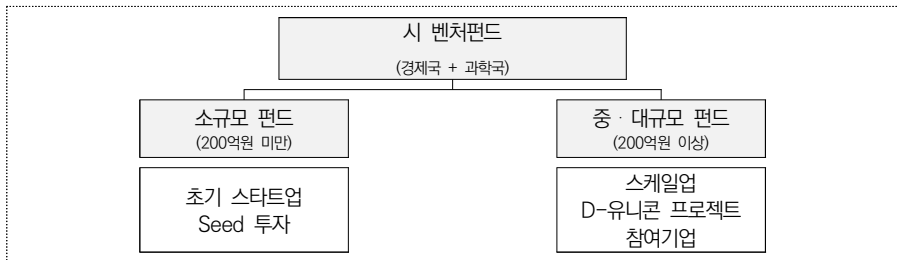 시 벤처펀드
(경제국 + 과학국)
소규모 펀드
(200억원 미만)
중 · 대규모 펀드
(200억원 이상)
초기 스타트업
Seed 투자
스케일업
D-유니콘 프로젝트
참여기업